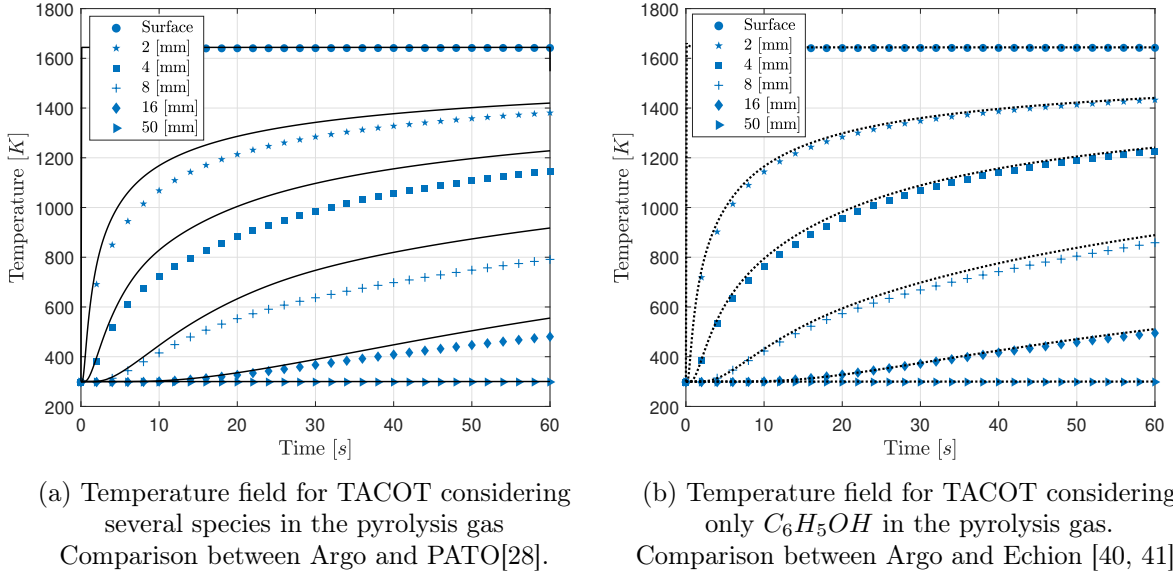 1800
1600
1400
1200
1000
800
600
400
200
0
10
20
30
40
50
60
Time [s]
Temperature [K]
Surface
2 [mm]
4 [mm]
8 [mm]
16 [mm]
50 [mm]
(a) Temperature field for TACOT considering
several species in the pyrolysis gas
Comparison between Argo and PATO[28].
1800
1600
1400
1200
1000
800
600
400
200
0
10
20
30
40
50
60
Time [s]
Temperature [K]
Surface
2 [mm]
4 [mm]
8 [mm]
16 [mm]
50 [mm]
(b) Temperature field for TACOT considering
only C₆H₅OH in the pyrolysis gas.
Comparison between Argo and Echion [40, 41]